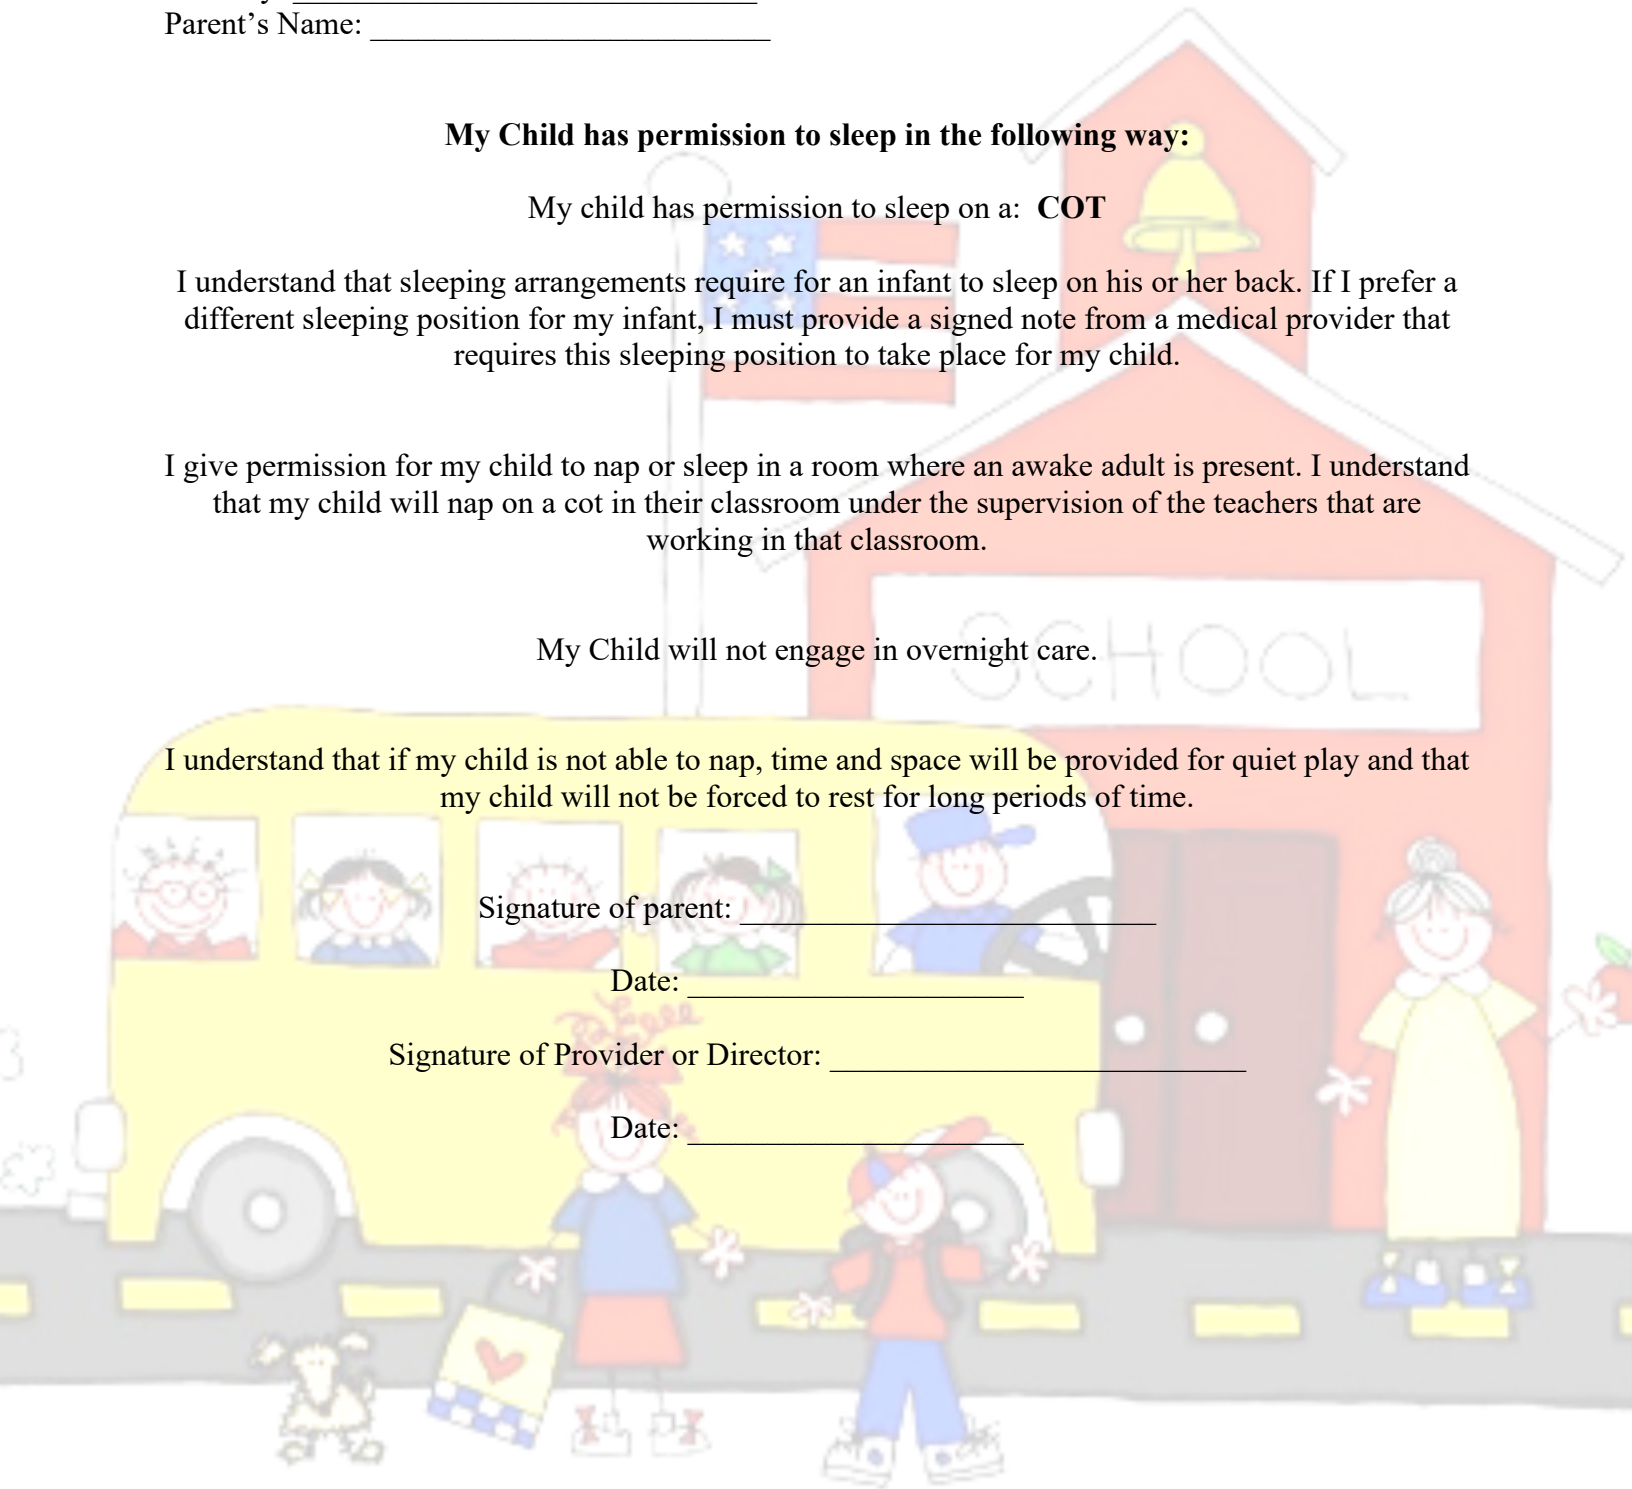 Parent’s Name: _________________________
My Child has permission to sleep in the following way:
My child has permission to sleep on a: COT
I understand that sleeping arrangements require for an infant to sleep on his or her back. If I prefer a
different sleeping position for my infant, I must provide a signed note from a medical provider that
requires this sleeping position to take place for my child.
I give permission for my child to nap or sleep in a room where an awake adult is present. I understand
that my child will nap on a cot in their classroom under the supervision of the teachers that are
working in that classroom.
SCHOOL
My Child will not engage in overnight care.
I understand that if my child is not able to nap, time and space will be provided for quiet play and that
my child will not be forced to rest for long periods of time.
Signature of parent: __________________________
Date: _____________________
Signature of Provider or Director: __________________________
Date: _____________________